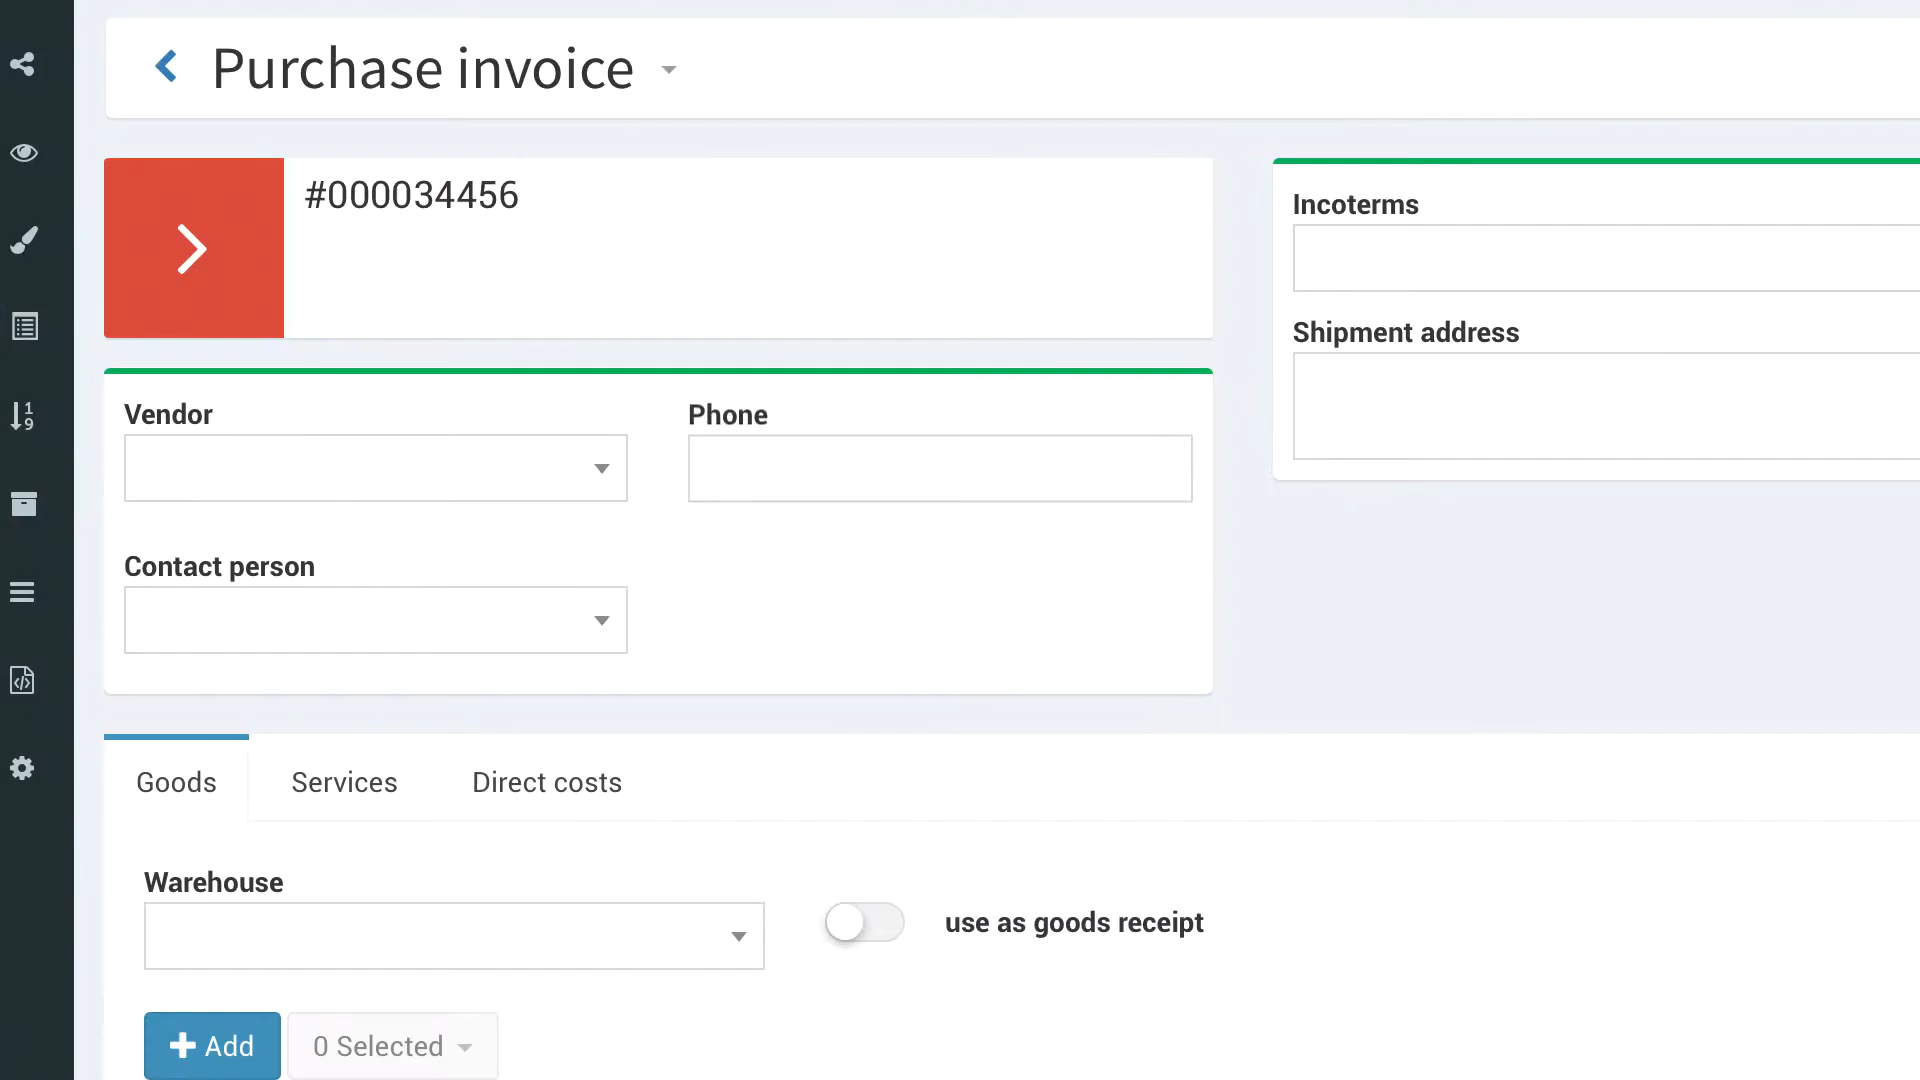 Purchase invoice
#000034456
Incoterms
Shipment address
Vendor
Phone
Contact person
Goods
Services
Direct costs
Warehouse
use as goods receipt
Add
0 Selected